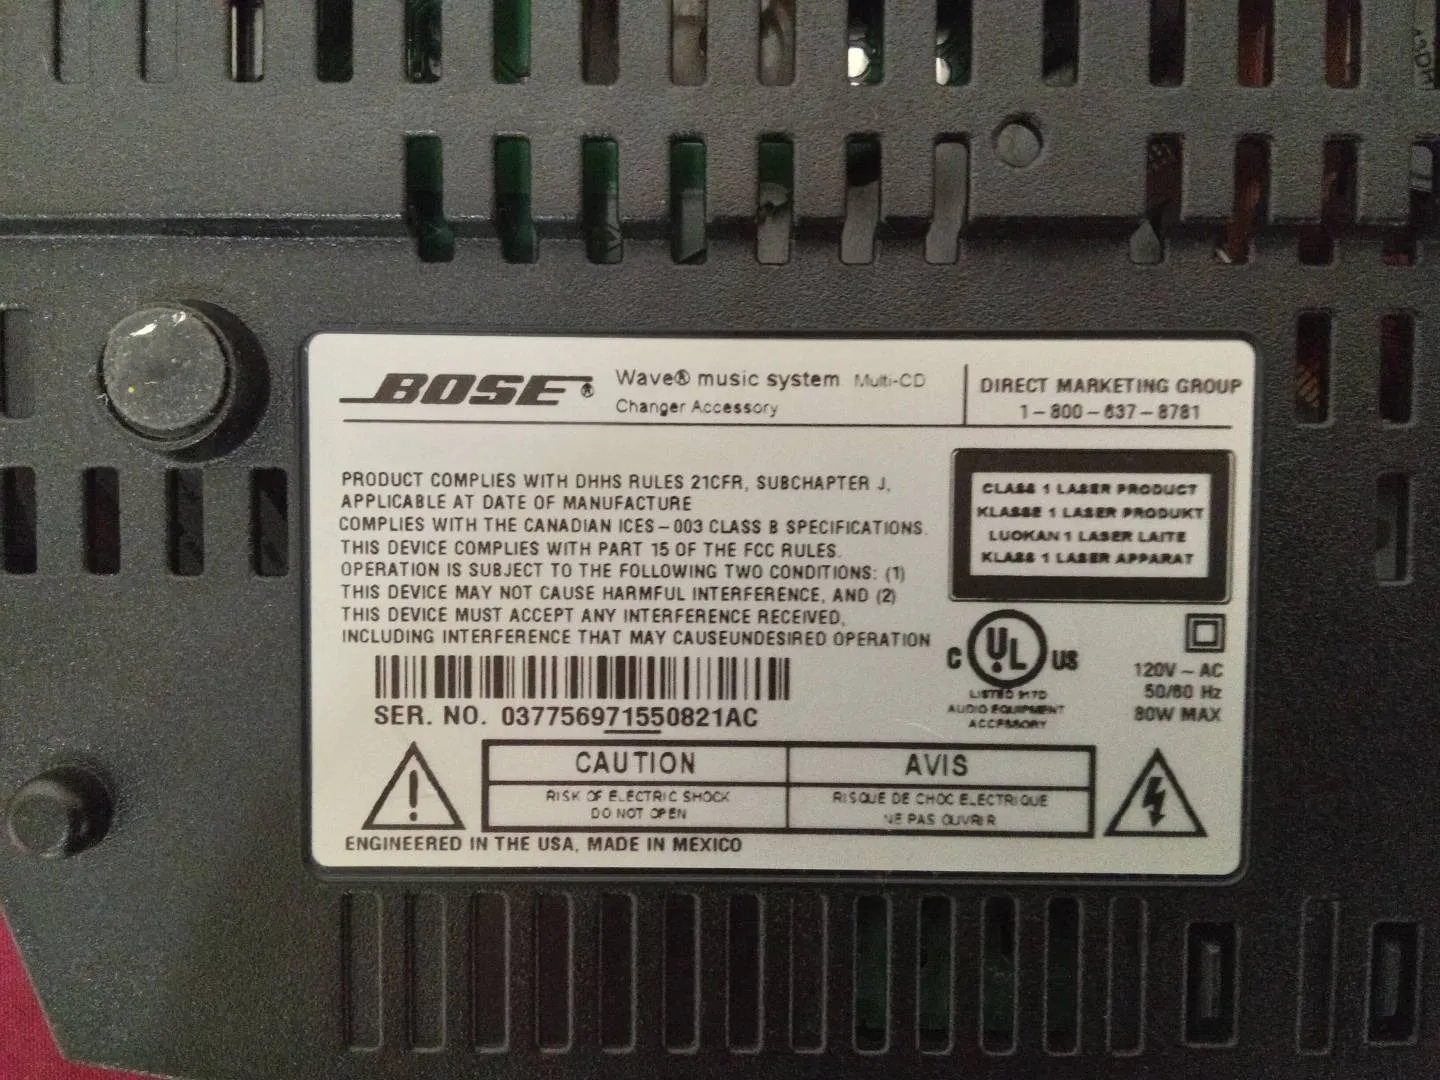 BOSE® Wave® music system Multi-CD
Changer Accessory
DIRECT MARKETING GROUP
1-800-637-8781
PRODUCT COMPLIES WITH DHHS RULES 21CFR, SUBCHAPTER J,
APPLICABLE AT DATE OF MANUFACTURE
COMPLIES WITH THE CANADIAN ICES-003 CLASS B SPECIFICATIONS.
THIS DEVICE COMPLIES WITH PART 15 OF THE FCC RULES.
OPERATION IS SUBJECT TO THE FOLLOWING TWO CONDITIONS: (1)
THIS DEVICE MAY NOT CAUSE HARMFUL INTERFERENCE, AND (2)
THIS DEVICE MUST ACCEPT ANY INTERFERENCE RECEIVED,
INCLUDING INTERFERENCE THAT MAY CAUSEUNDESIRED OPERATION
SER. NO. 037756971550821AC
CLASS 1 LASER PRODUCT
KLASSE 1 LASER PRODUKT
LUOKAN 1 LASER LAITE
KLASS 1 LASER APPARAT
C UL US
LISTED 917D
AUDIO EQUIPMENT
ACCESSORY
120V ~ AC
50/60 Hz
80W MAX
CAUTION
RISK OF ELECTRIC SHOCK
DO NOT OPEN
AVIS
RISQUE DE CHOC ELECTRIQUE
NE PAS OUVRIR
ENGINEERED IN THE USA, MADE IN MEXICO